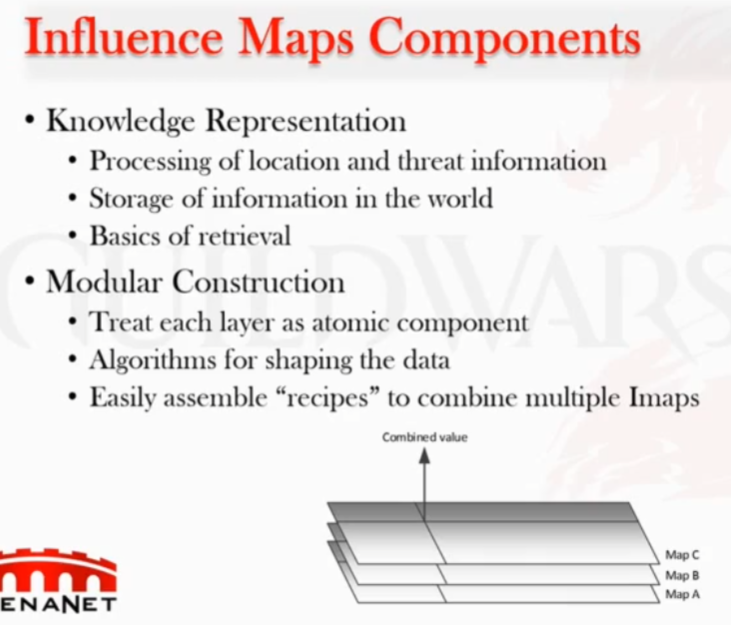 Influence Maps Components
• Knowledge Representation
• Processing of location and threat information
• Storage of information in the world
• Basics of retrieval
• Modular Construction
• Treat each layer as atomic component
• Algorithms for shaping the data
• Easily assemble “recipes” to combine multiple Imaps
Combined value
Map C
Map B
Map A
ENANET
GUILDWARS